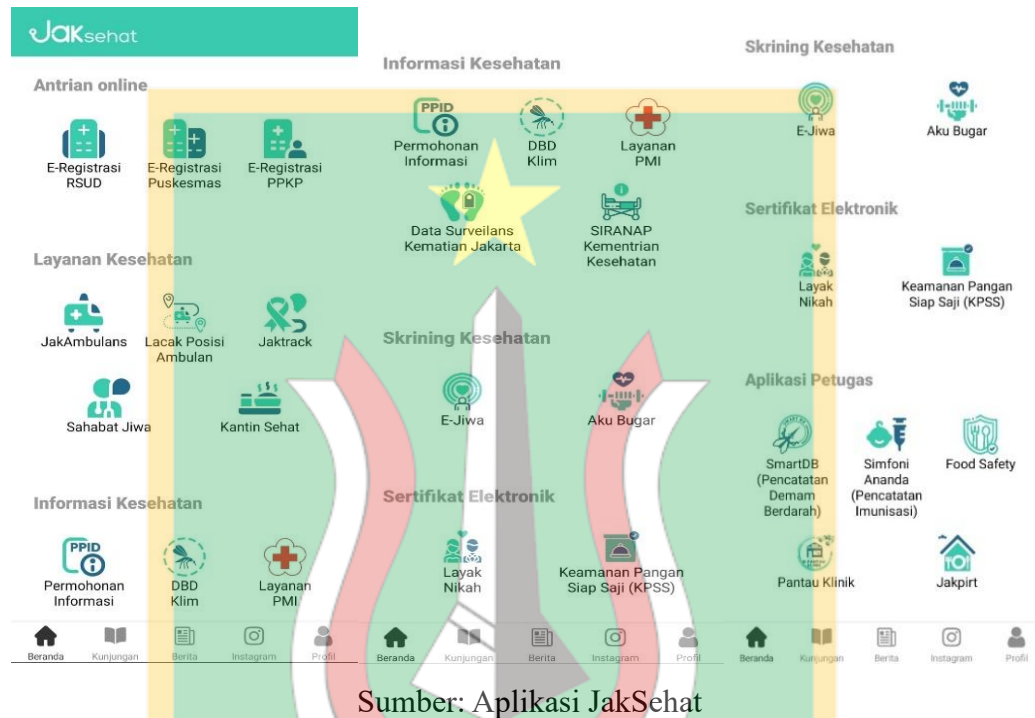 Jaksehat
Antrian online
E-Registrasi
RSUD
E-Registrasi
Puskesmas
E-Registrasi
PPKP
Layanan Kesehatan
JakAmbulans
Lacak Posisi
Ambulan
Jaktrack
Sahabat Jiwa
Kantin Sehat
Informasi Kesehatan
PPID
Permohonan
Informasi
DBD
Klim
Layanan
PMI
Beranda
Kunjungan
Berita
Instagram
Profil
Informasi Kesehatan
PPID
Permohonan
Informasi
DBD
Klim
Layanan
PMI
Data Surveilans
Kematian Jakarta
SIRANAP
Kementrian
Kesehatan
Skrining Kesehatan
E-Jiwa
Aku Bugar
Sertifikat Elektronik
Layak
Nikah
Keamanan Pangan
Siap Saji (KPSS)
Beranda
Kunjungan
Berita
Instagram
Profil
Skrining Kesehatan
E-Jiwa
Aku Bugar
Sertifikat Elektronik
Layak
Nikah
Keamanan Pangan
Siap Saji (KPSS)
Aplikasi Petugas
SmartDB
(Pencatatan
Demam
Berdarah)
Simfoni
Ananda
(Pencatatan
Imunisasi)
Food Safety
Pantau Klinik
Jakpirt
Beranda
Kunjungan
Berita
Instagram
Profil
Sumber: Aplikasi JakSehat